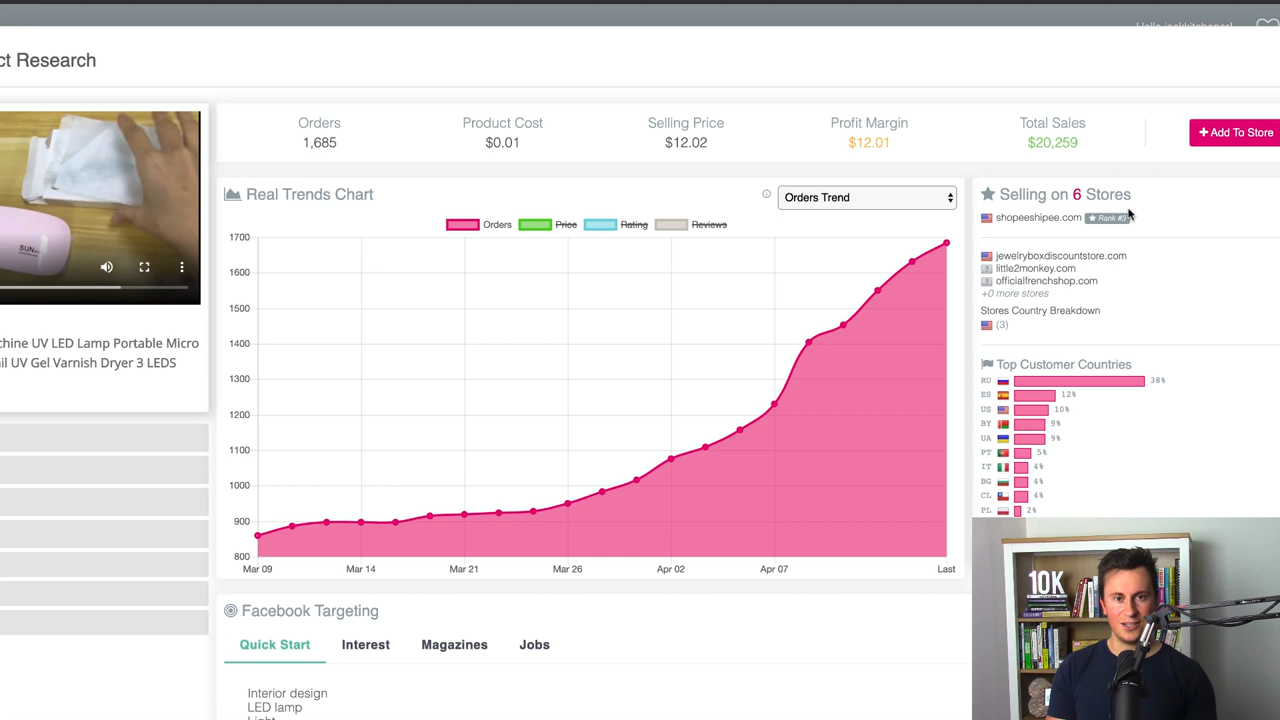 ct Research
Orders
1,685
Product Cost
$0.01
Selling Price
$12.02
Profit Margin
$12.01
Total Sales
$20,259
+ Add To Store
SUN
chine UV LED Lamp Portable Micro
ail UV Gel Varnish Dryer 3 LEDS
Real Trends Chart
Orders Trend
Orders
Price
Rating
Reviews
1700
1600
1500
1400
1300
1200
1100
1000
900
800
Mar 09
Mar 14
Mar 21
Mar 26
Apr 02
Apr 07
Last
Selling on 6 Stores
shopeeshipee.com Rank #3
jewelryboxdiscountstore.com
little2monkey.com
officialfrenchshop.com
+0 more stores
Stores Country Breakdown
(3)
Top Customer Countries
RU 38%
ES 12%
US 10%
BY 9%
UA 9%
PT 5%
IT 4%
BG 4%
CL 4%
PL 2%
Facebook Targeting
Quick Start
Interest
Magazines
Jobs
Interior design
LED lamp
10K